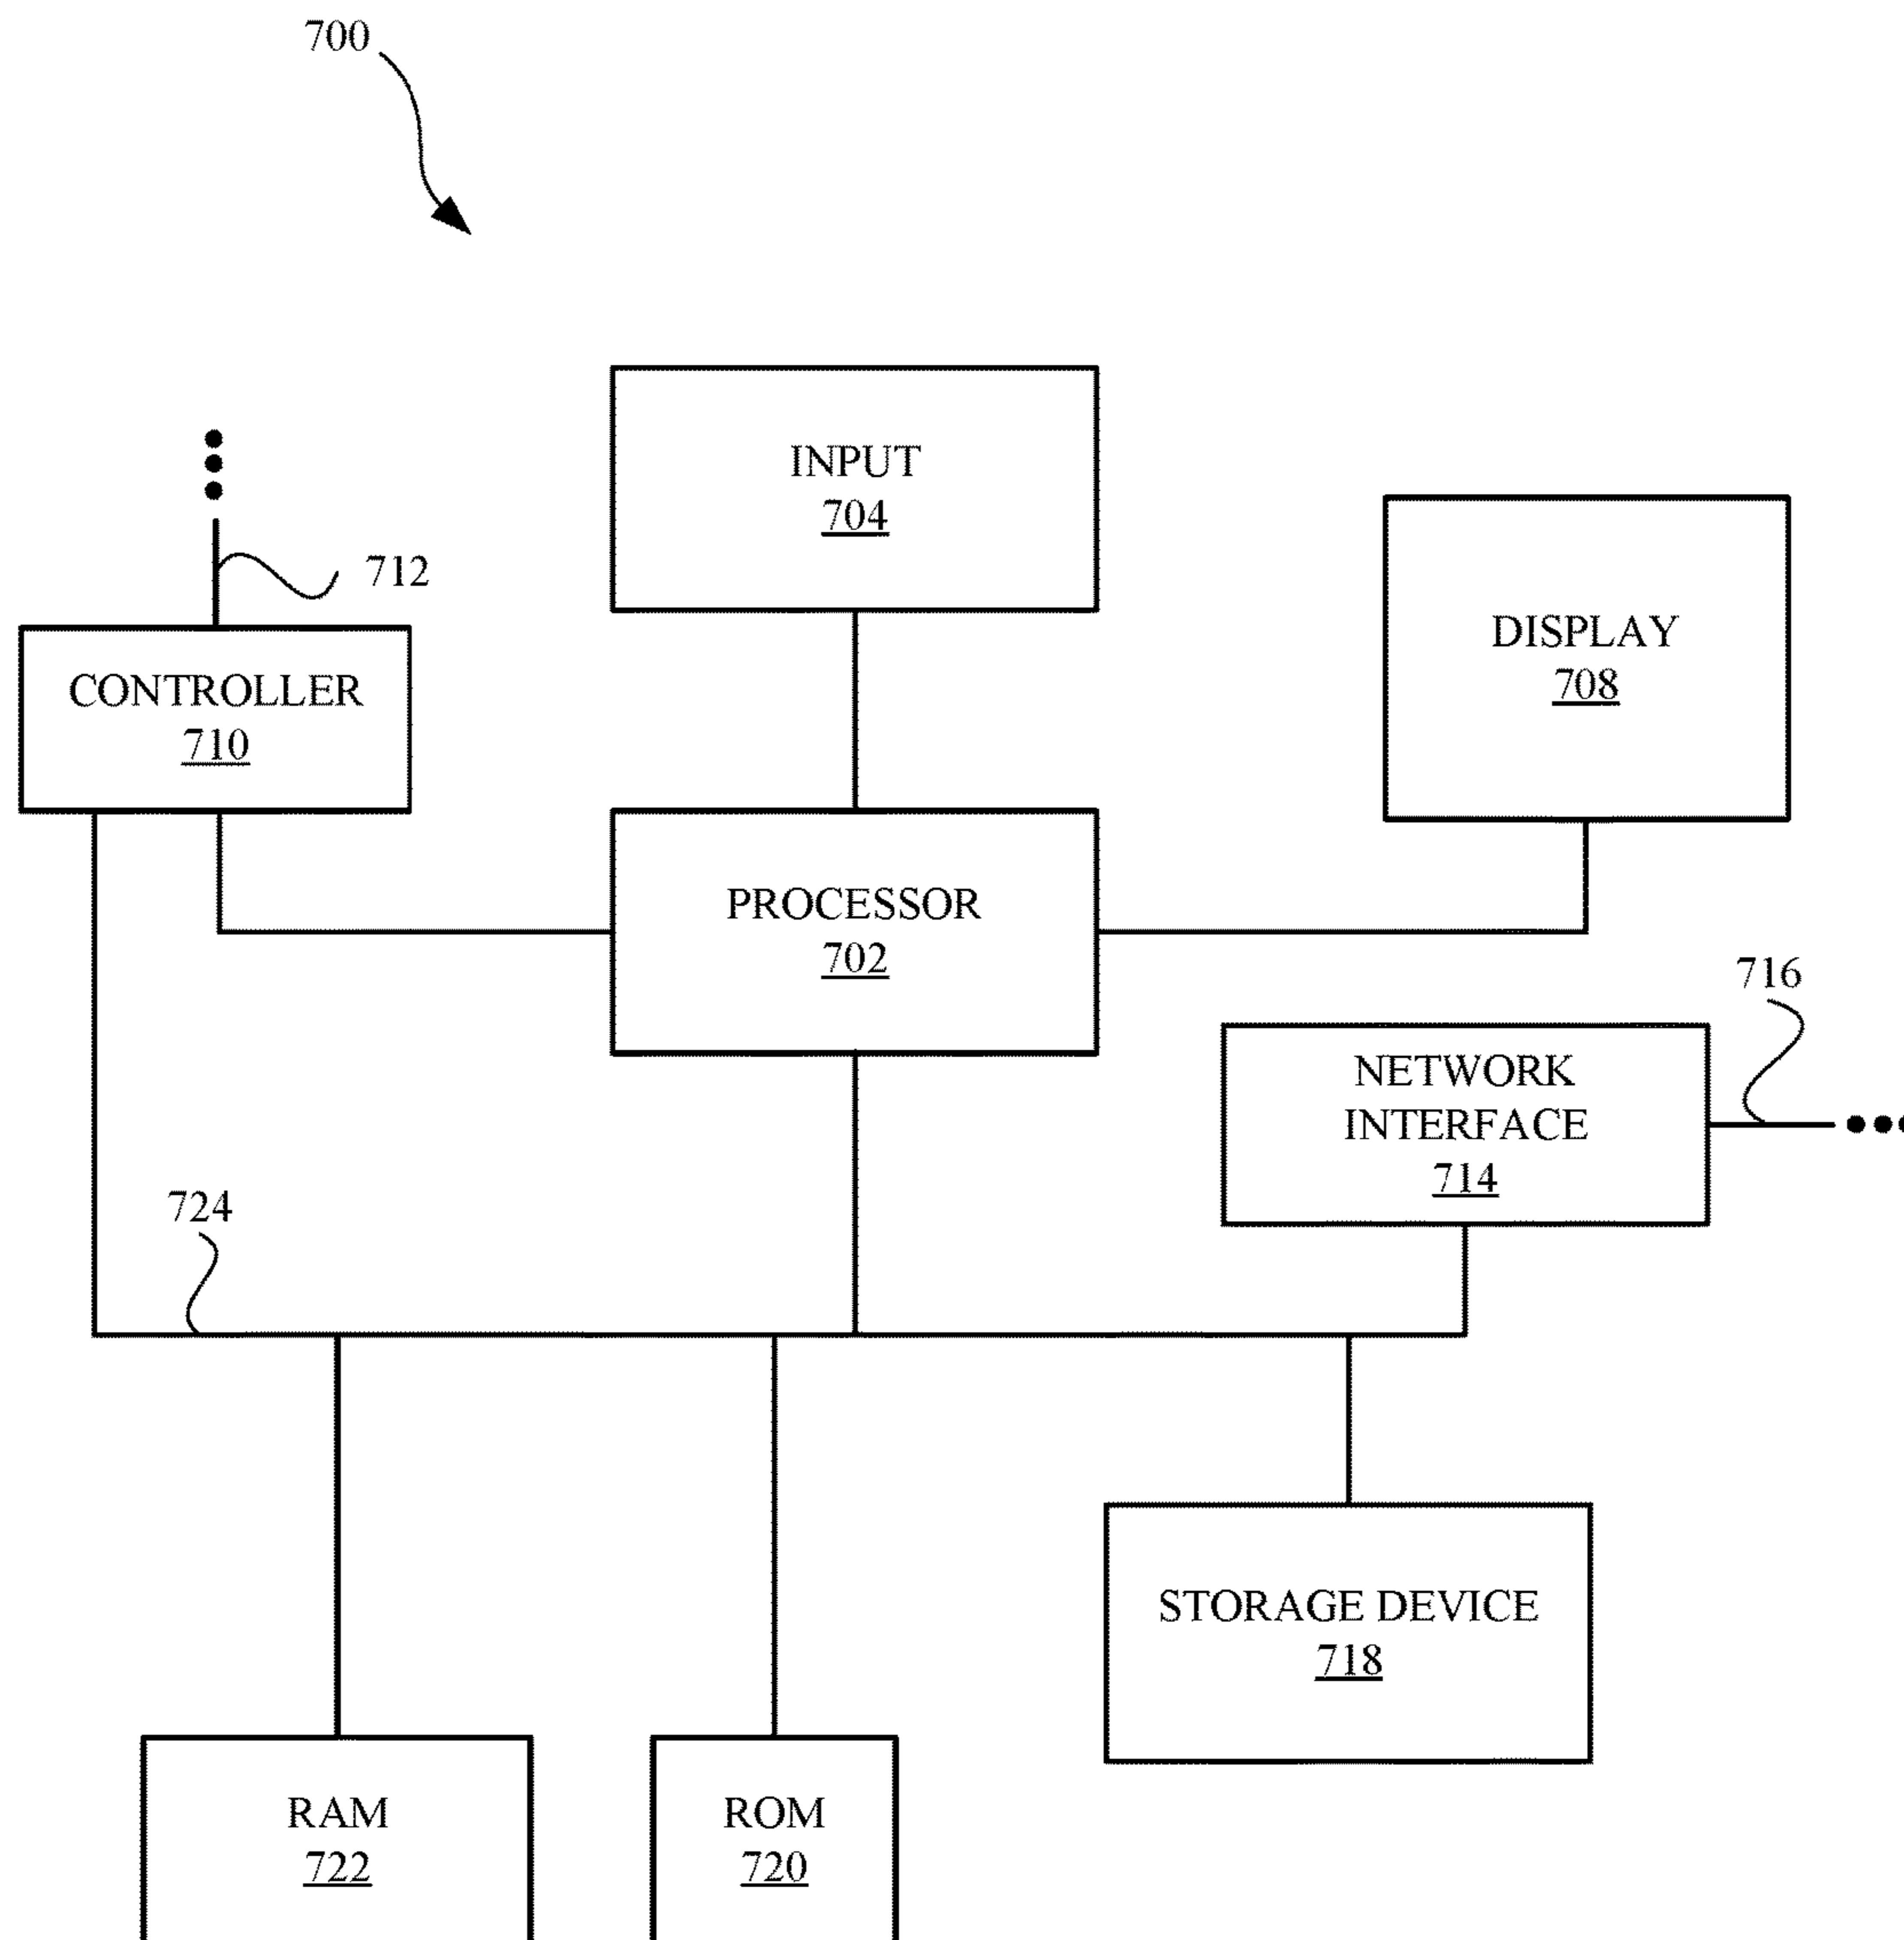 700
INPUT
704
712
DISPLAY
708
CONTROLLER
710
PROCESSOR
702
716
NETWORK
INTERFACE
714
724
STORAGE DEVICE
718
RAM
722
ROM
720